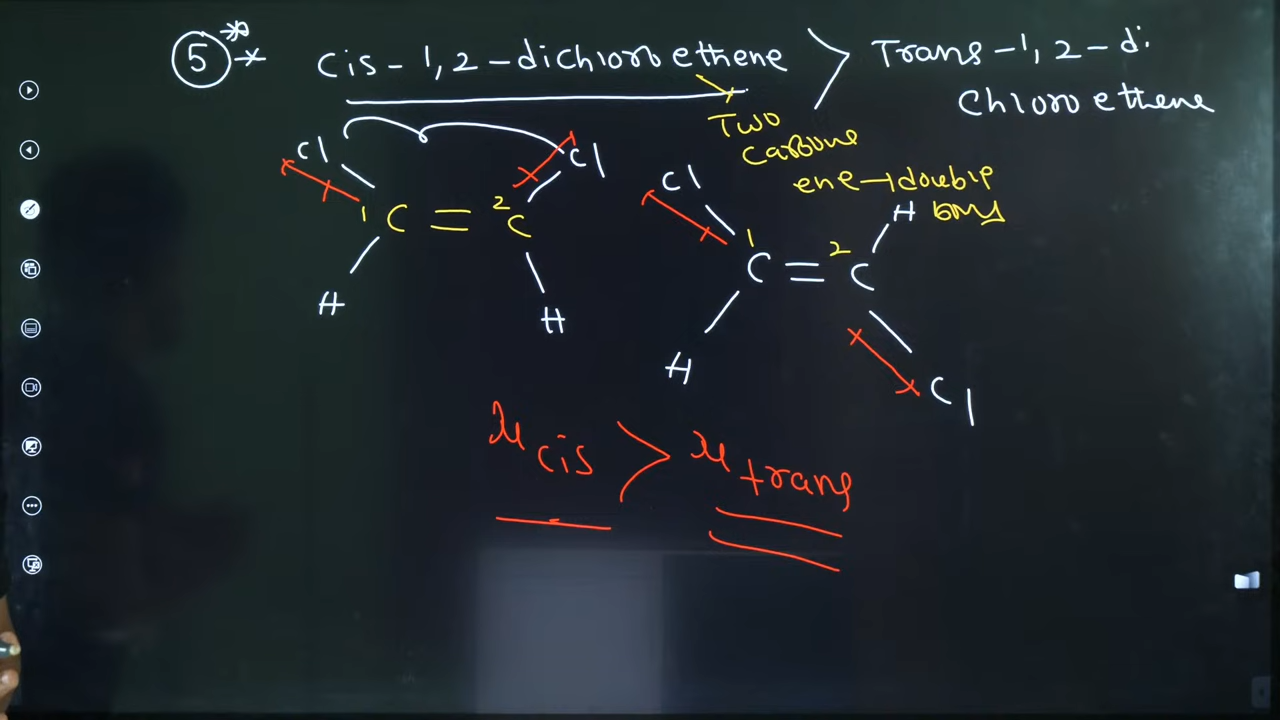 5 ** cis-1,2-dichloroethene > Trans-1,2-di
Chloroethene
Two
Carbone
ene → double
bond
Cl Cl
1 C = 2 C
H H
Cl H
1 C = 2 C
H Cl
μ cis > μ trans